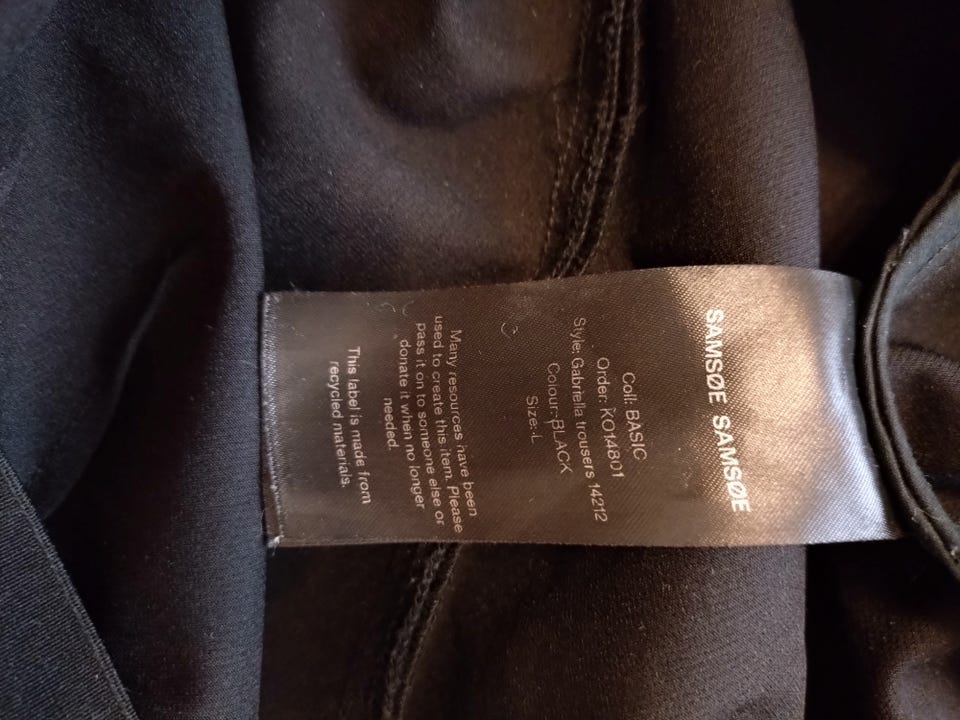 SAMSØE SAMSØE
Coll: BASIC
Order: KO14801
Style: Gabriella trousers 14212
Colour: BLACK
Size: L
Many resources have been
used to create this item. Please
pass it on to someone else or
donate it when no longer
needed.
This label is made from
recycled materials.